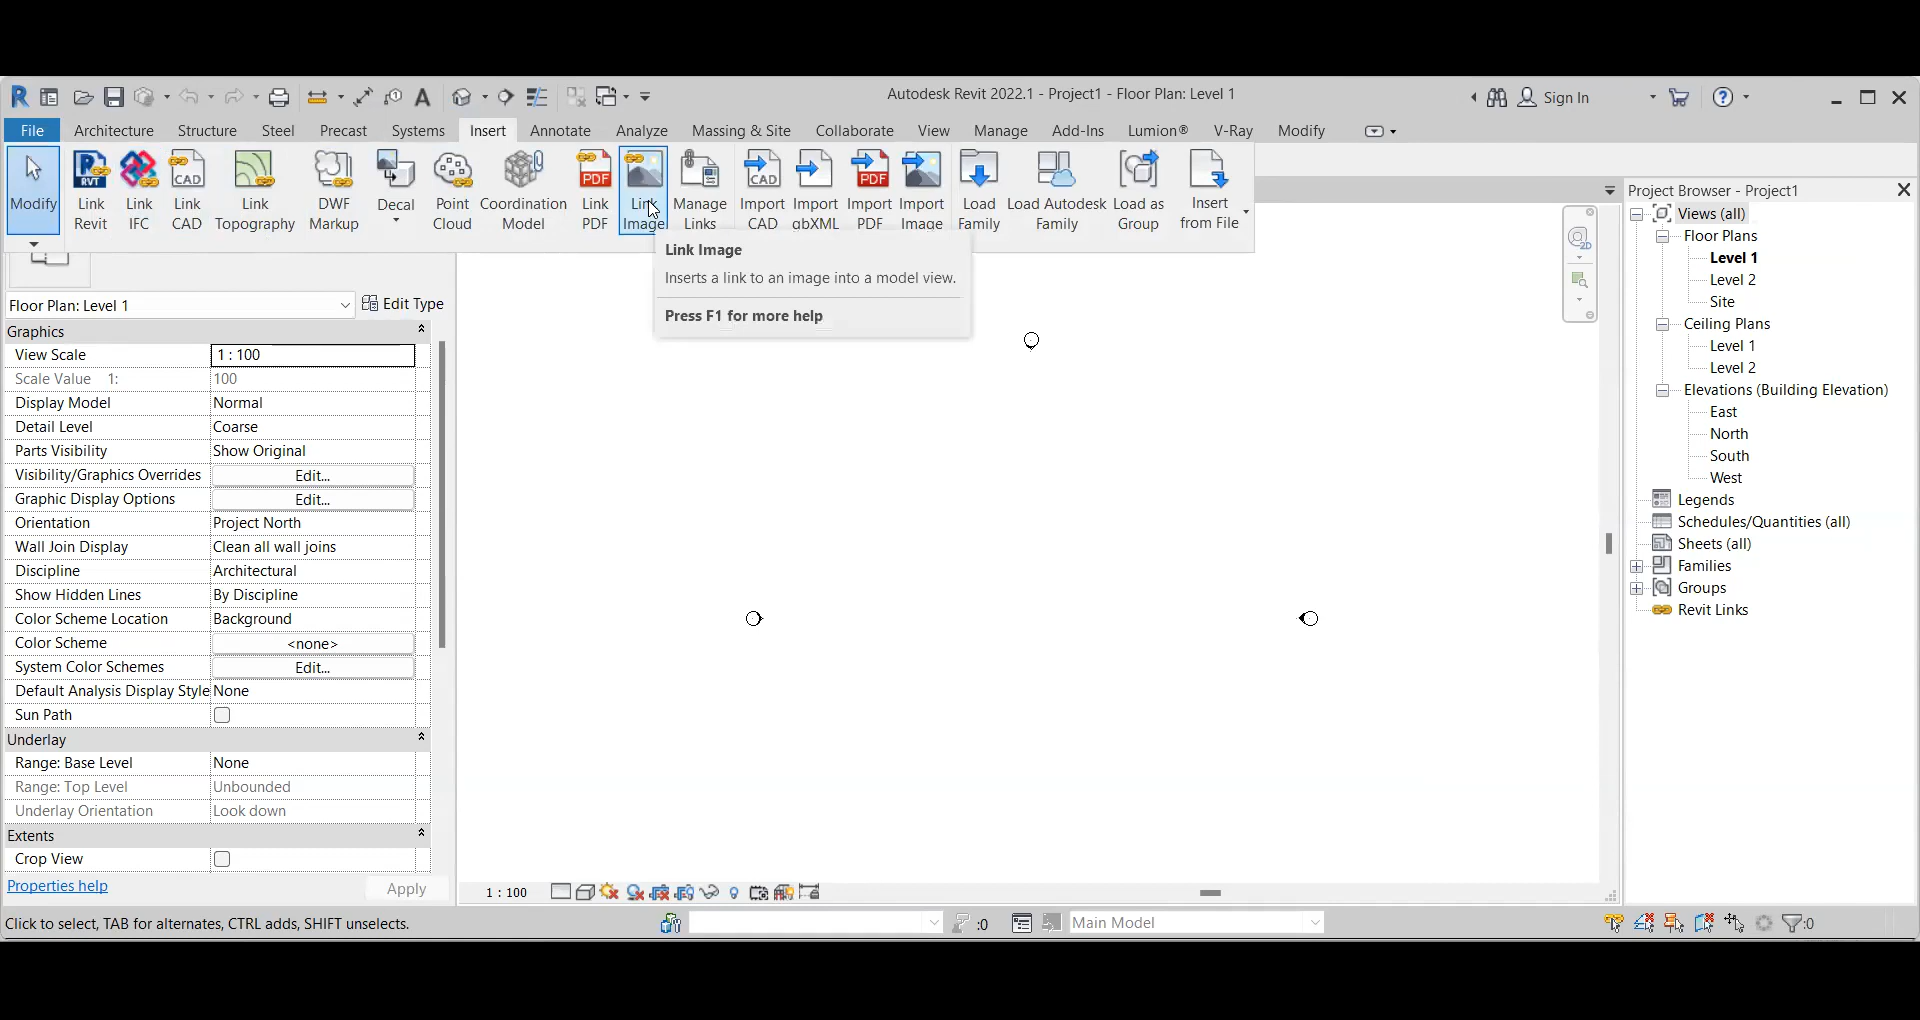 Autodesk Revit 2022.1 - Project1 - Floor Plan: Level 1
Sign In
File Architecture Structure Steel Precast Systems Insert Annotate Analyze Massing & Site Collaborate View Manage Add-Ins Lumion® V-Ray Modify
Modify
Link Revit
Link IFC
Link CAD
Link Topography
DWF Markup
Decal
Point Cloud
Coordination Model
Link PDF
Link Image
Manage Links
Import CAD
Import gbXML
Import PDF
Import Image
Load Family
Load Autodesk Family
Load as Group
Insert from File
Link Image
Inserts a link to an image into a model view.
Press F1 for more help
Floor Plan: Level 1
Edit Type
Graphics
View Scale 1 : 100
Scale Value 1: 100
Display Model Normal
Detail Level Coarse
Parts Visibility Show Original
Visibility/Graphics Overrides Edit...
Graphic Display Options Edit...
Orientation Project North
Wall Join Display Clean all wall joins
Discipline Architectural
Show Hidden Lines By Discipline
Color Scheme Location Background
Color Scheme <none>
System Color Schemes Edit...
Default Analysis Display Style None
Sun Path
Underlay
Range: Base Level None
Range: Top Level Unbounded
Underlay Orientation Look down
Extents
Crop View
Properties help
Apply
1 : 100
2D
Project Browser - Project1
Views (all)
Floor Plans
Level 1
Level 2
Site
Ceiling Plans
Level 1
Level 2
Elevations (Building Elevation)
East
North
South
West
Legends
Schedules/Quantities (all)
Sheets (all)
Families
Groups
Revit Links
Click to select, TAB for alternates, CTRL adds, SHIFT unselects.
:0
Main Model
:0